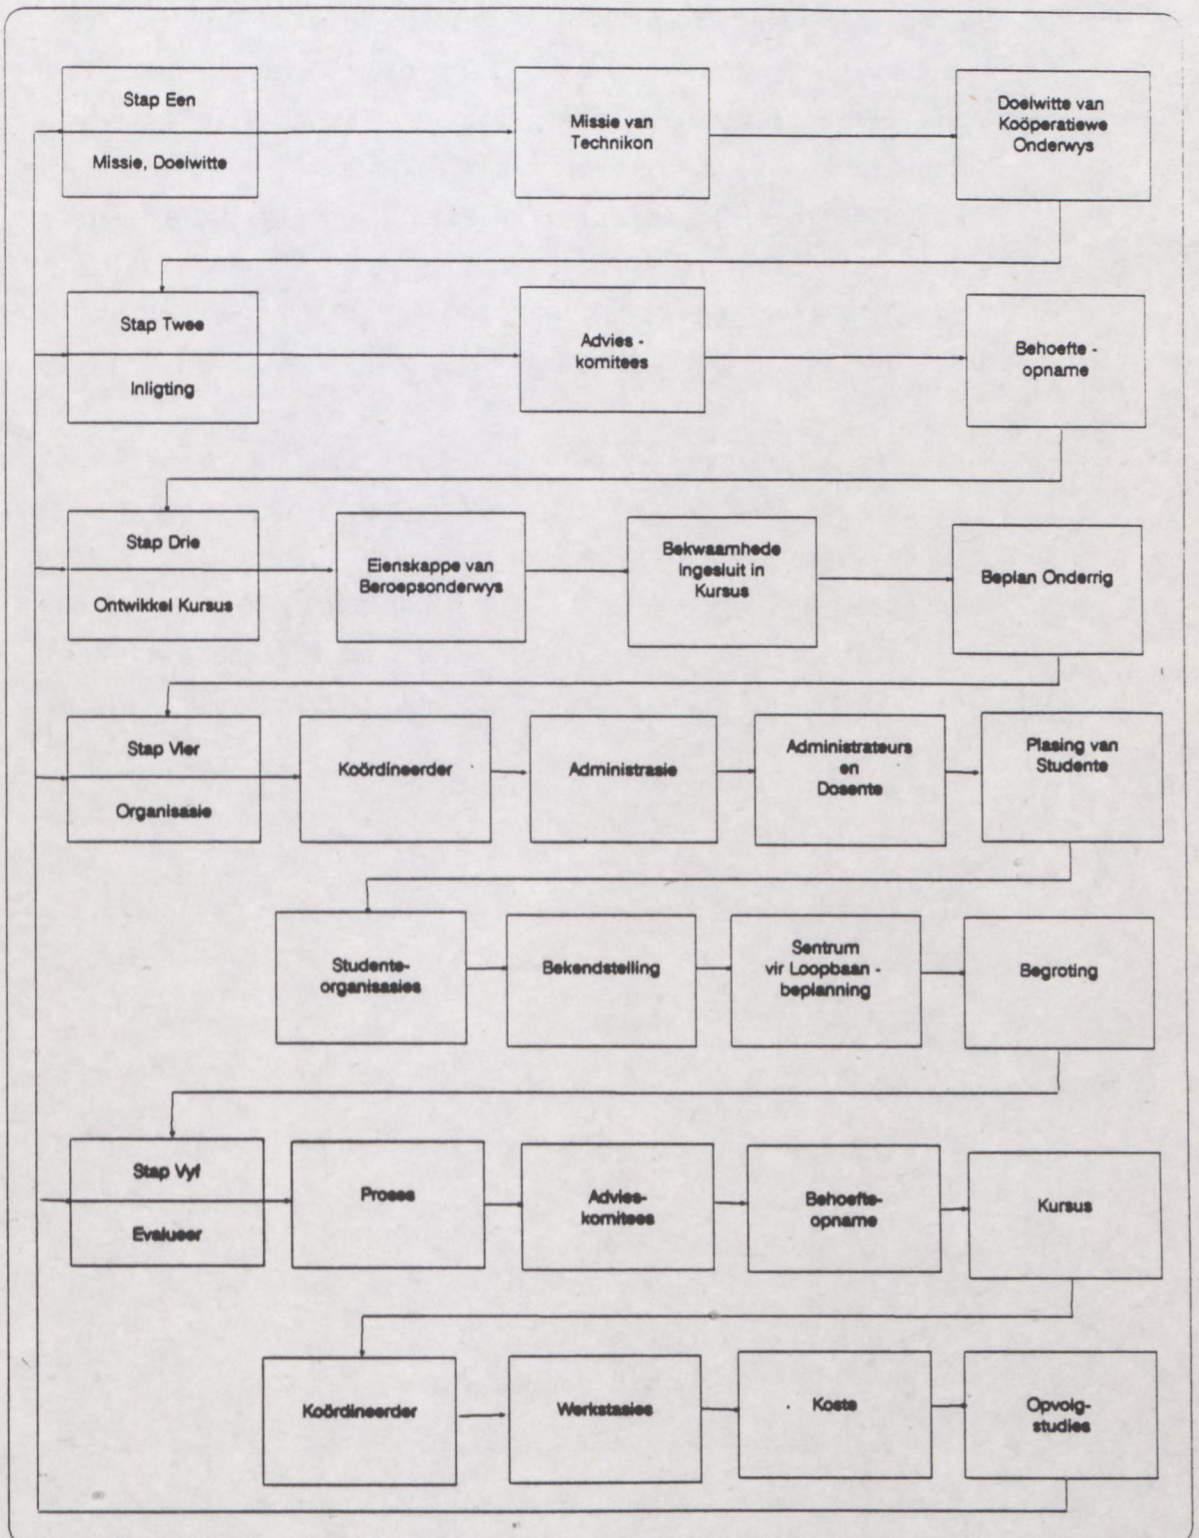 Stap Een
Missie, Doelwitte
Missie van
Technikon
Doelwitte van
Koöperatiewe
Onderwys
Stap Twee
Inligting
Advies -
komitees
Behoefte -
opname
Stap Drie
Ontwikkel Kursus
Eienskappe van
Beroepsonderwys
Bekwaamhede
Ingesluit in
Kursus
Beplan Onderrig
Stap Vier
Organisasie
Koördineerder
Administrasie
Administrateurs
en
Dosente
Plasing van
Studente
Studente-
organisasies
Bekendstelling
Sentrum
vir Loopbaan -
beplanning
Begroting
Stap Vyf
Evalueer
Proses
Advies-
komitees
Behoefte-
opname
Kursus
Koördineerder
Werkstasies
Koste
Opvolg-
studies